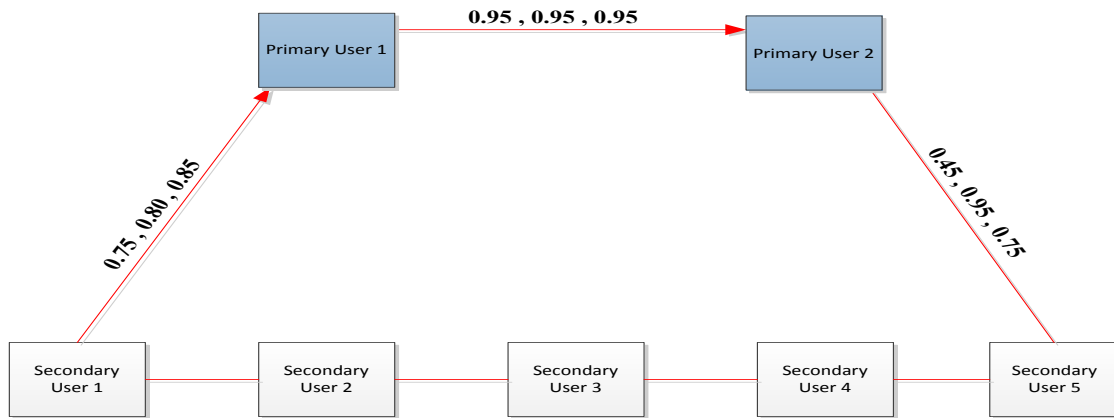 0.95 , 0.95 , 0.95
Primary User 1
Primary User 2
0.75 , 0.80 , 0.85
0.45, 0.95 , 0.75
Secondary
User 1
Secondary
User 2
Secondary
User 3
Secondary
User 4
Secondary
User 5